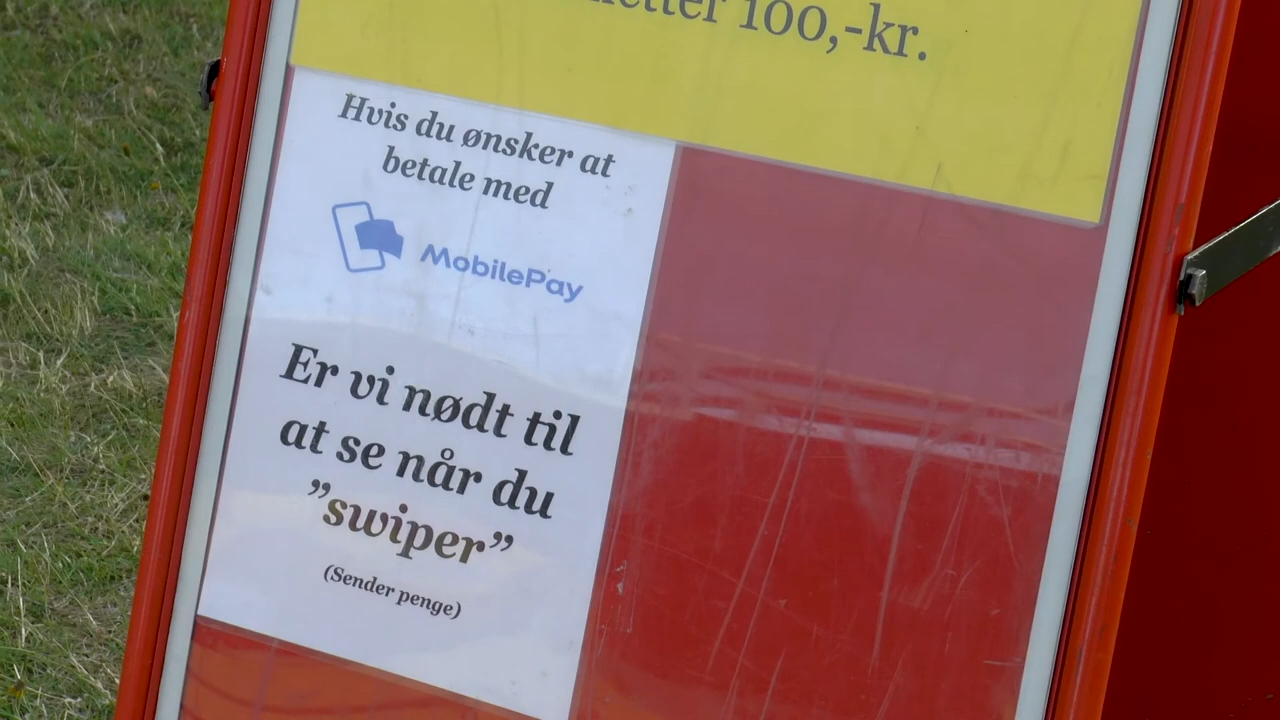 100,-kr.
Hvis du ønsker at
betale med
MobilePay
Er vi nødt til
at se når du
”swiper”
(Sender penge)